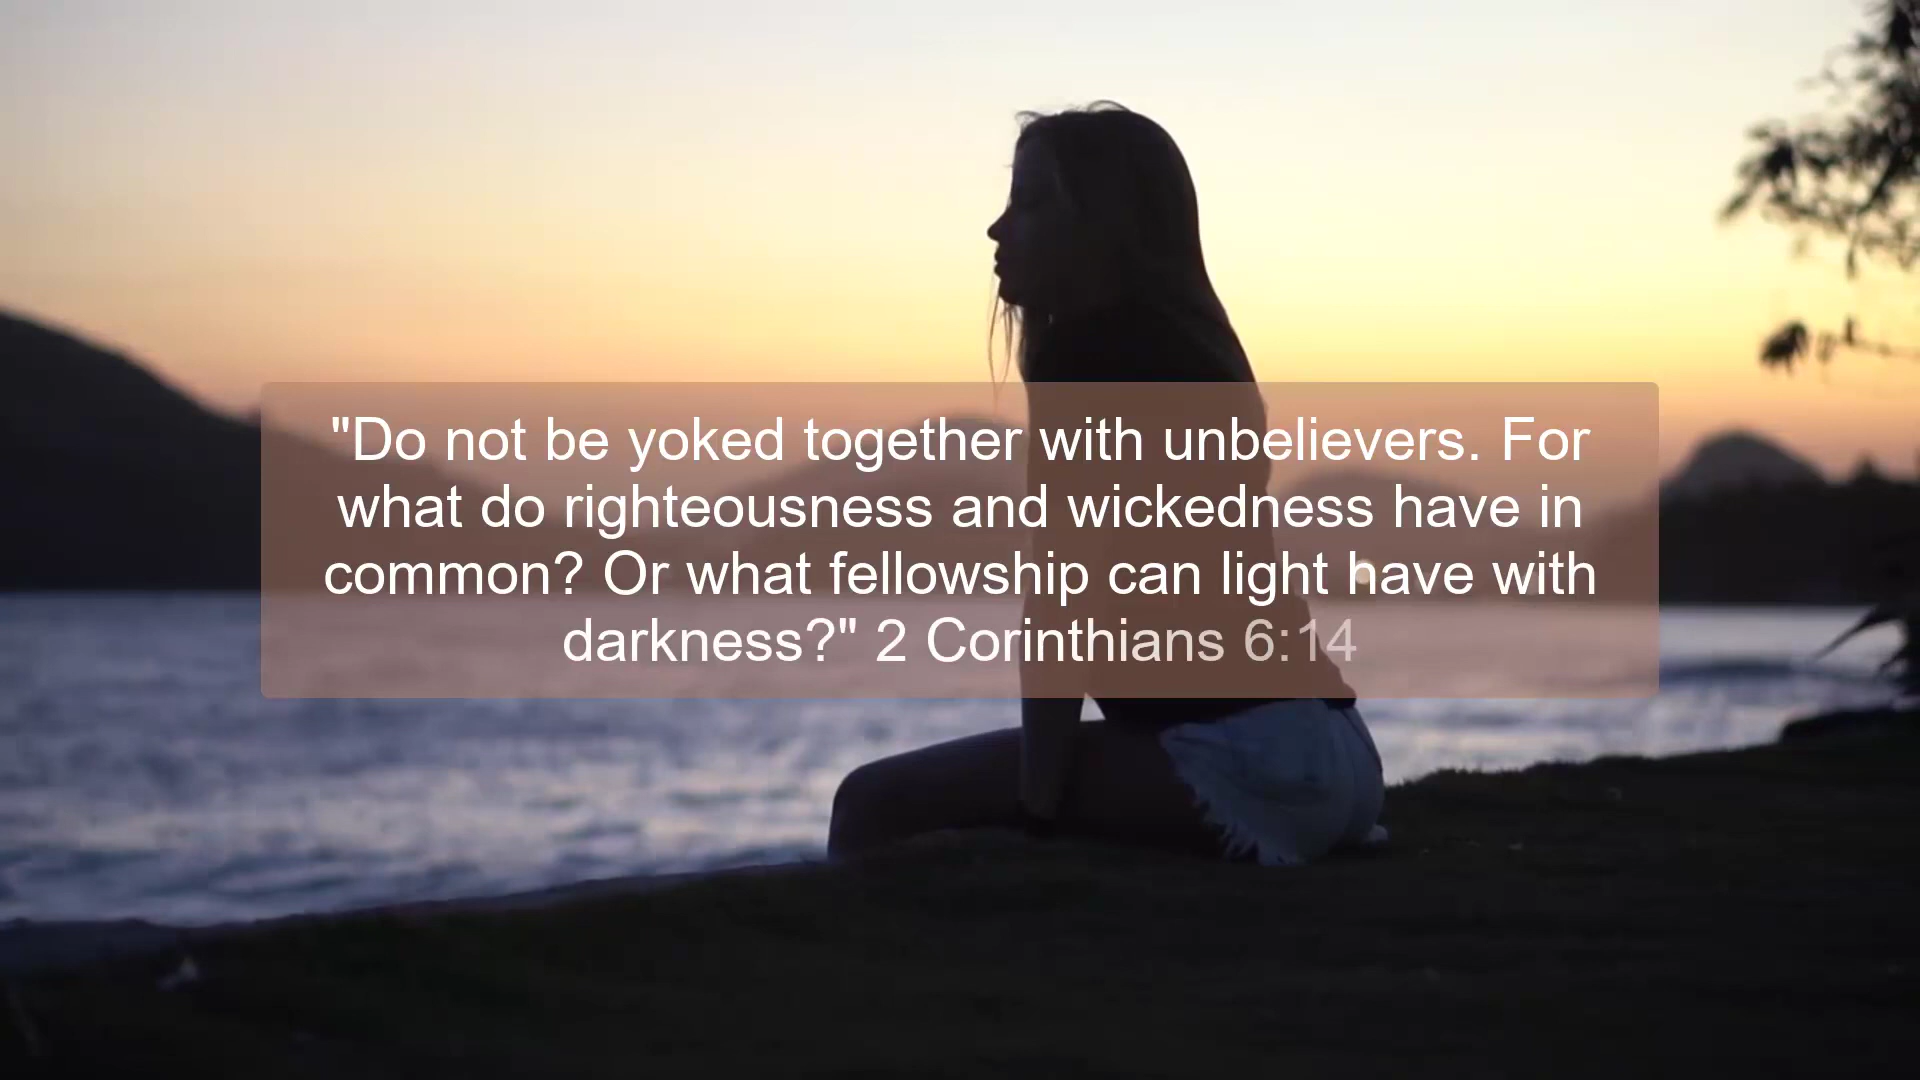 "Do not be yoked together with unbelievers. For
what do righteousness and wickedness have in
common? Or what fellowship can light have with
darkness?" 2 Corinthians 6:14